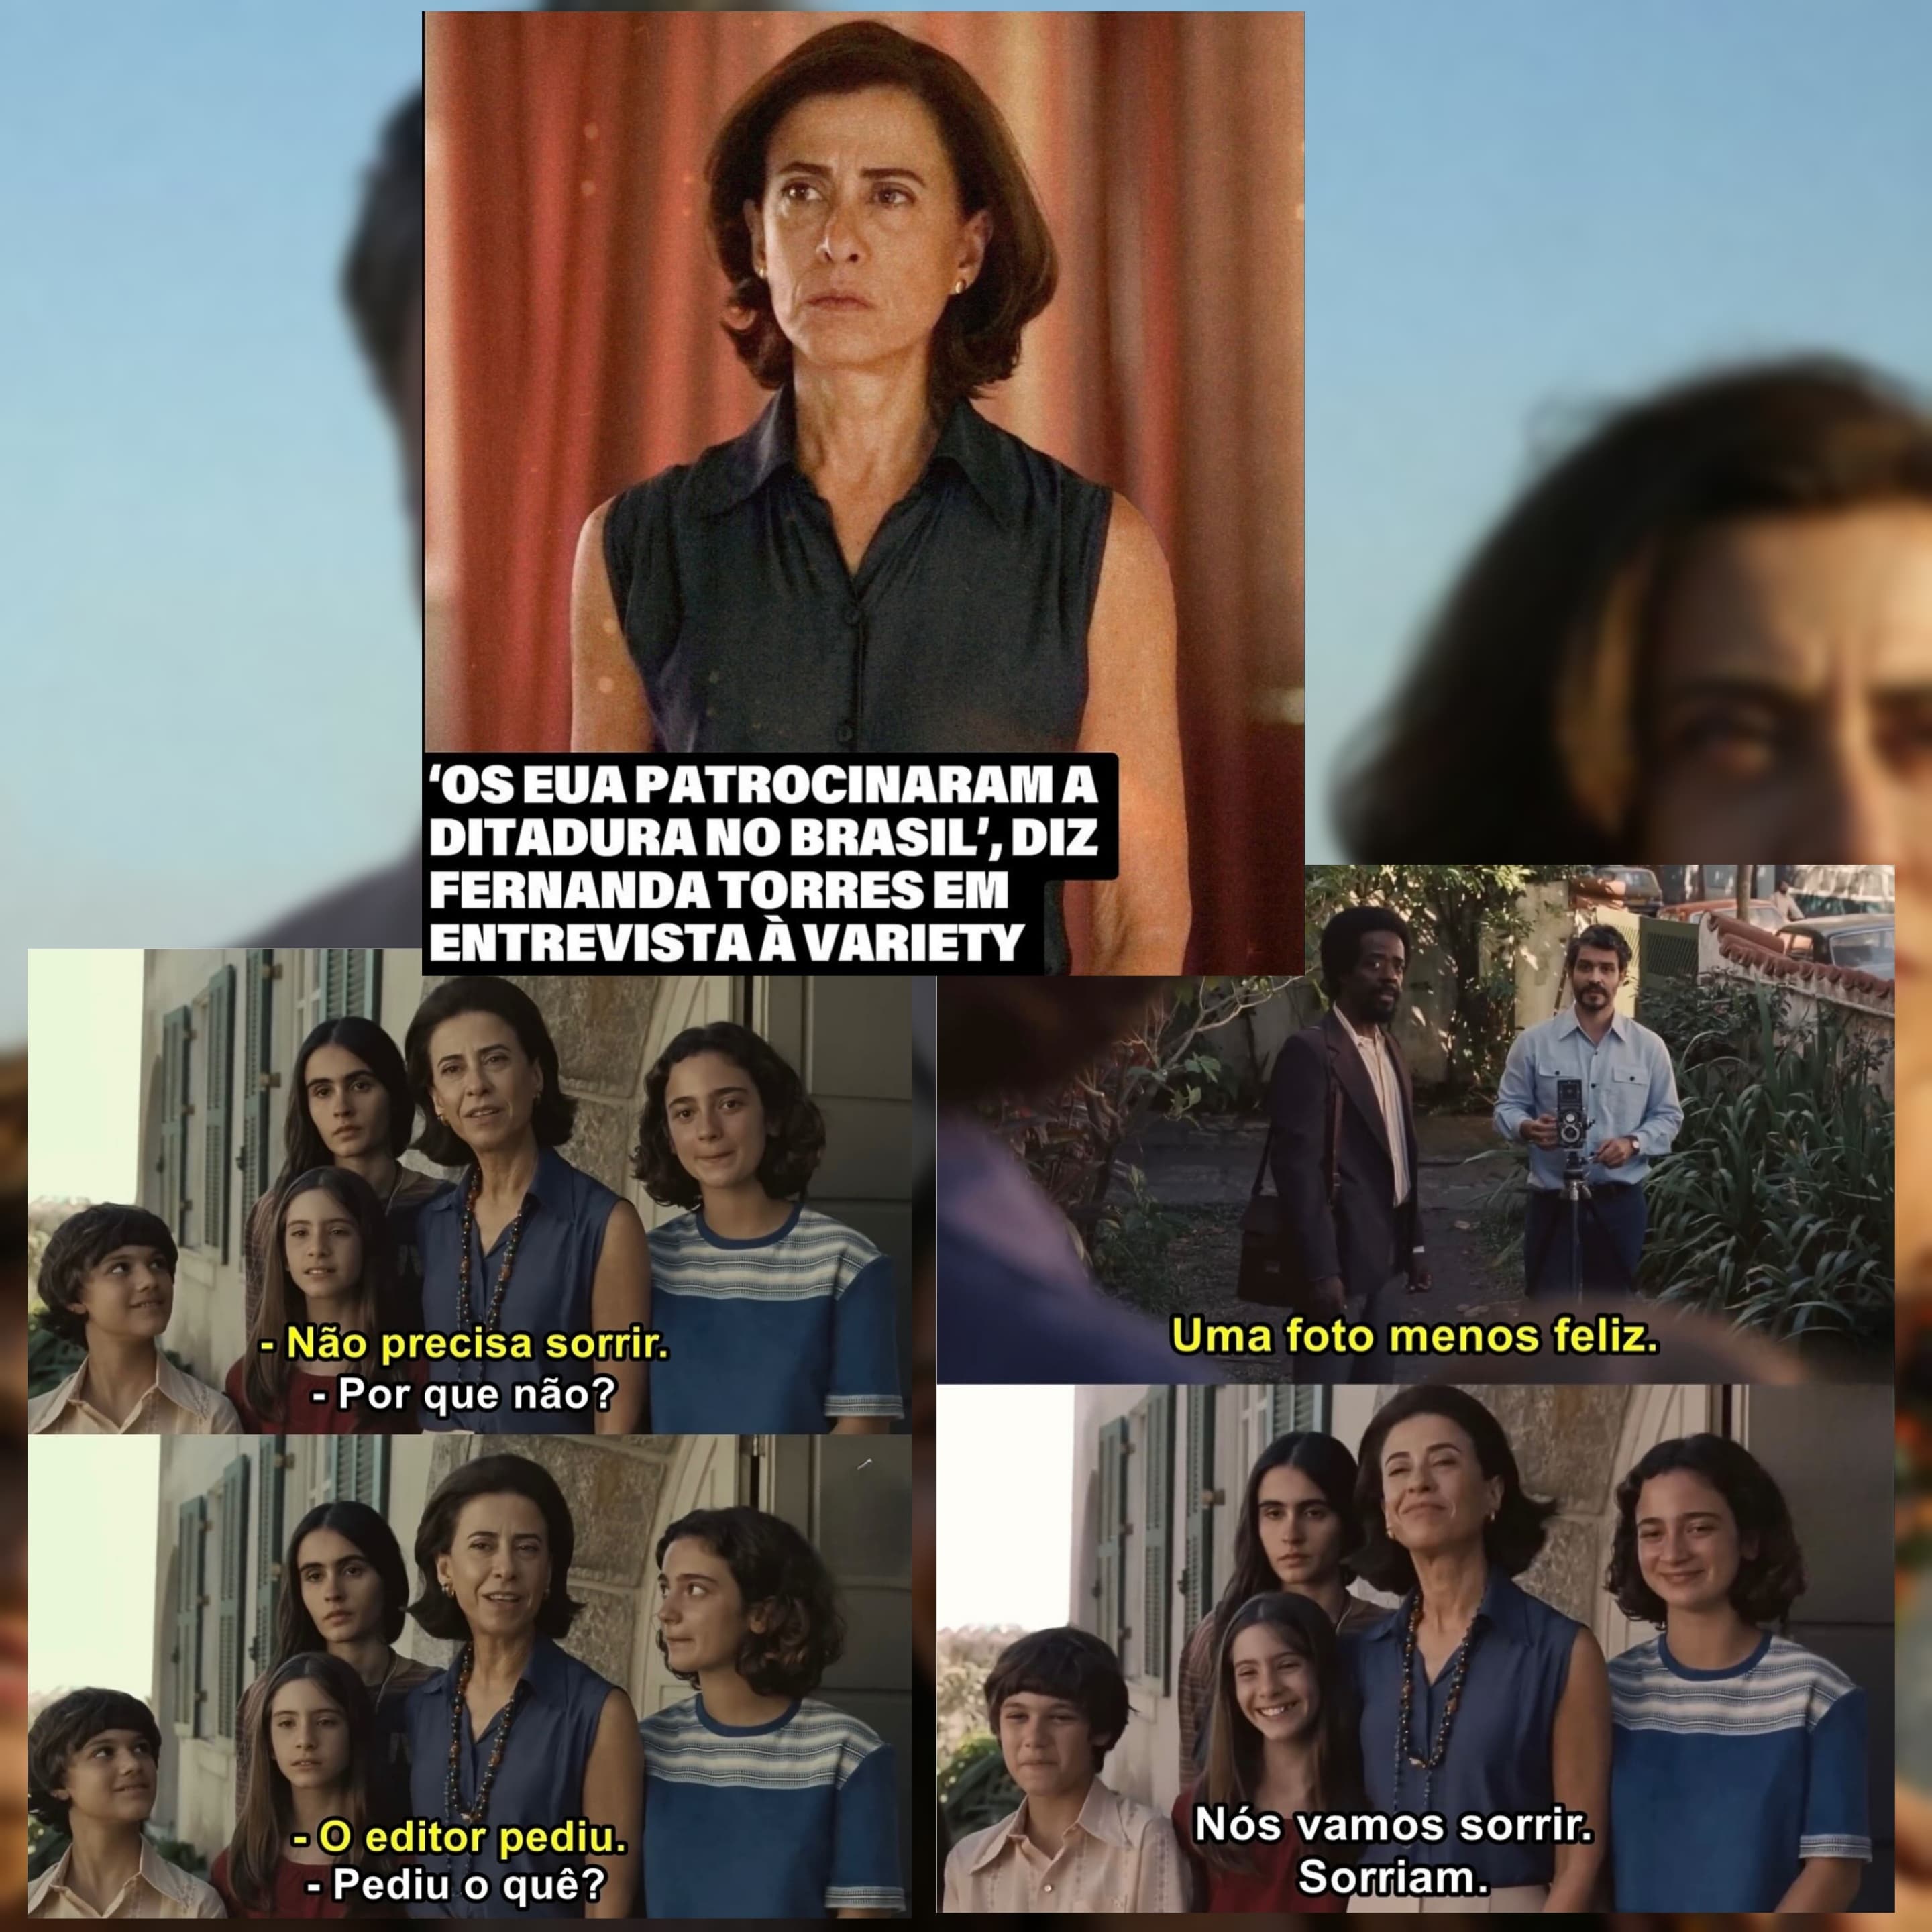 ‘OS EUA PATROCINARAM A
DITADURA NO BRASIL’, DIZ
FERNANDA TORRES EM
ENTREVISTA À VARIETY
- Não precisa sorrir.
- Por que não?
Uma foto menos feliz.
- O editor pediu.
- Pediu o quê?
Nós vamos sorrir.
Sorriam.